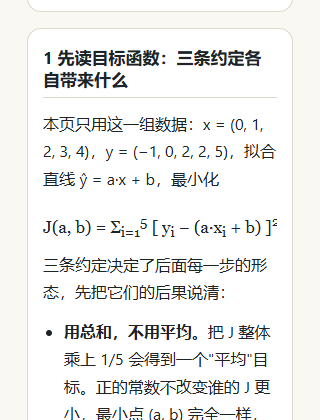 1 先读目标函数：三条约定各
自带来什么
本页只用这一组数据：x = (0, 1,
2, 3, 4)，y = (−1, 0, 2, 2, 5)，拟合
直线 ŷ = a·x + b，最小化
J(a, b) = Σᵢ₌₁⁵ [ yᵢ − (a·xᵢ + b) ]²
三条约定决定了后面每一步的形
态，先把它们的后果说清：
• 用总和，不用平均。把 J 整体
乘上 1/5 会得到一个"平均"目
标。正的常数不改变谁的 J 更
小，最小点 (a, b) 完全一样，